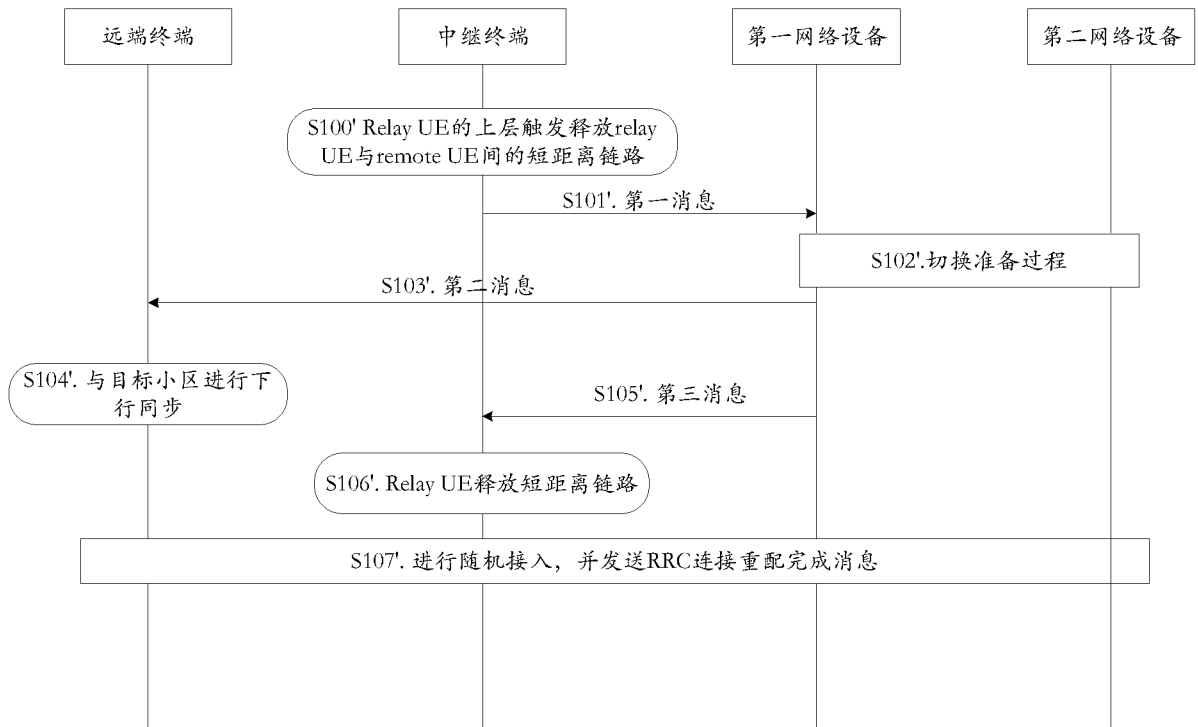 远端终端
中继终端
第一网络设备
第二网络设备
S100' Relay UE的上层触发释放relay
UE与remote UE间的短距离链路
S101'. 第一消息
S102'.切换准备过程
S103'. 第二消息
S104'. 与目标小区进行下
行同步
S105'. 第三消息
S106'. Relay UE释放短距离链路
S107'. 进行随机接入，并发送RRC连接重配完成消息